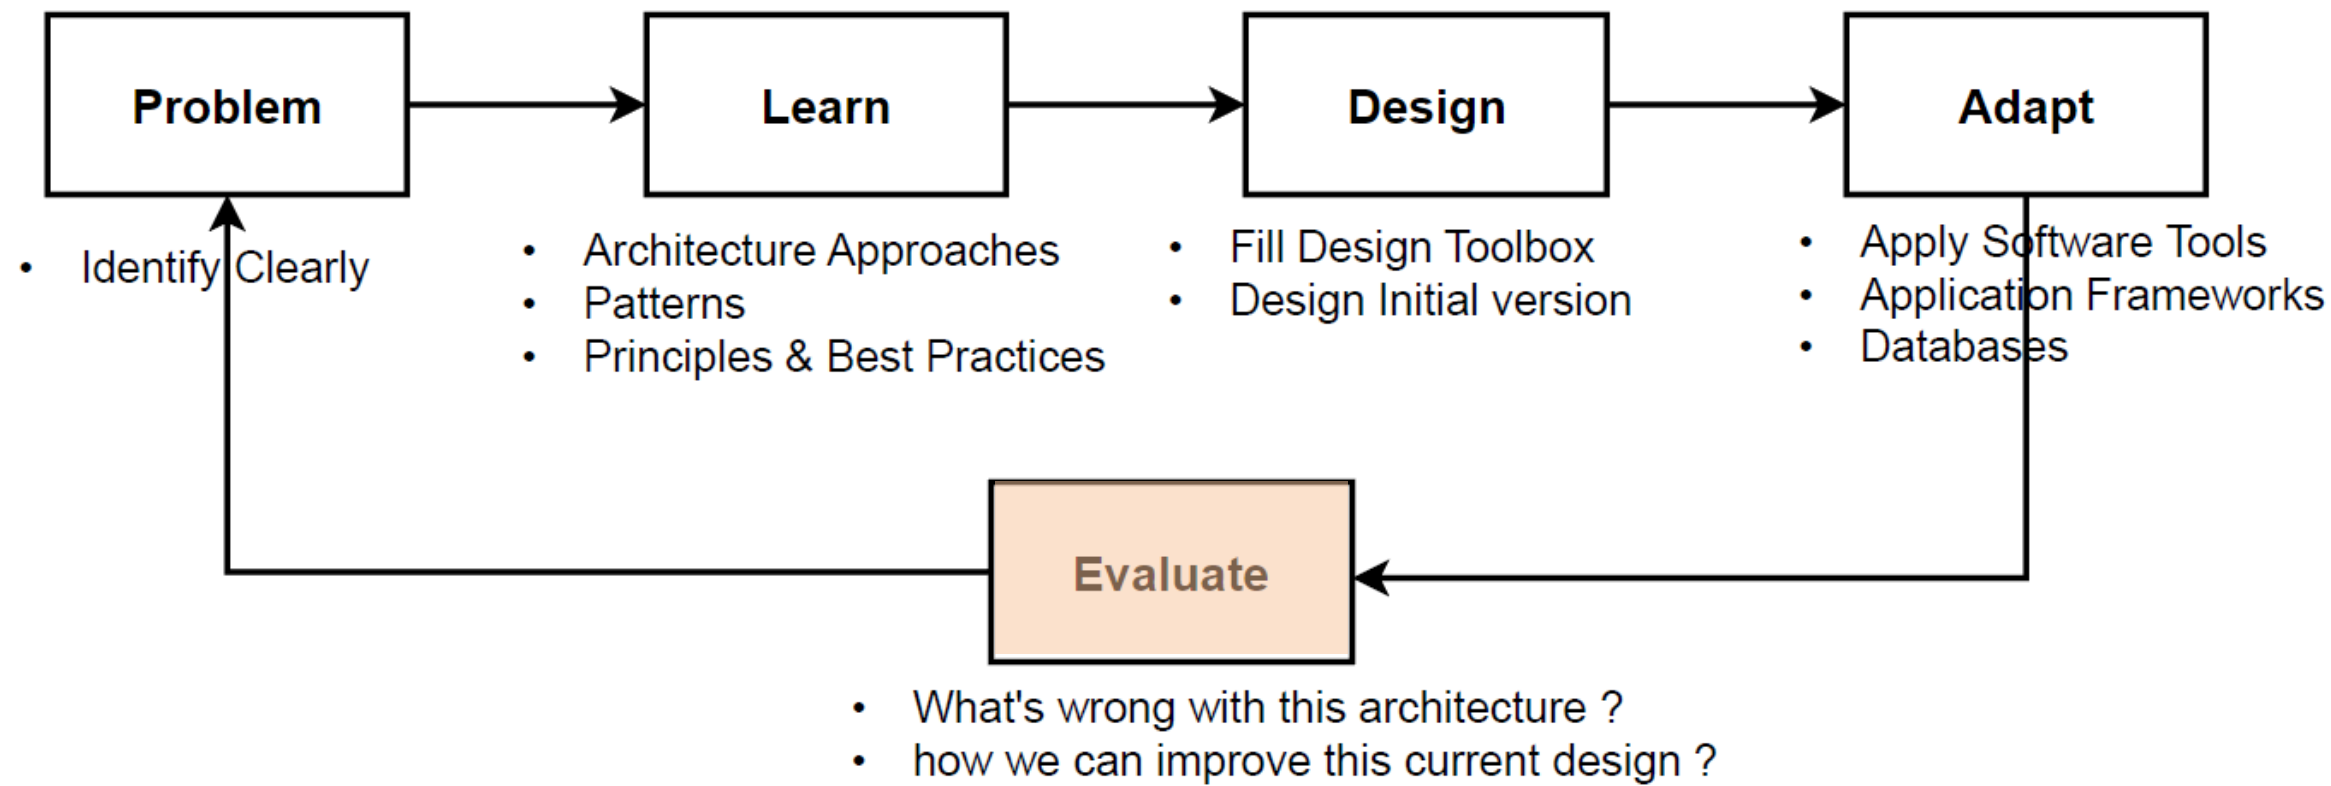 Problem
Learn
Design
Adapt
• Identify Clearly
• Architecture Approaches
• Patterns
• Principles & Best Practices
• Fill Design Toolbox
• Design Initial version
• Apply Software Tools
• Application Frameworks
• Databases
Evaluate
• What's wrong with this architecture ?
• how we can improve this current design ?